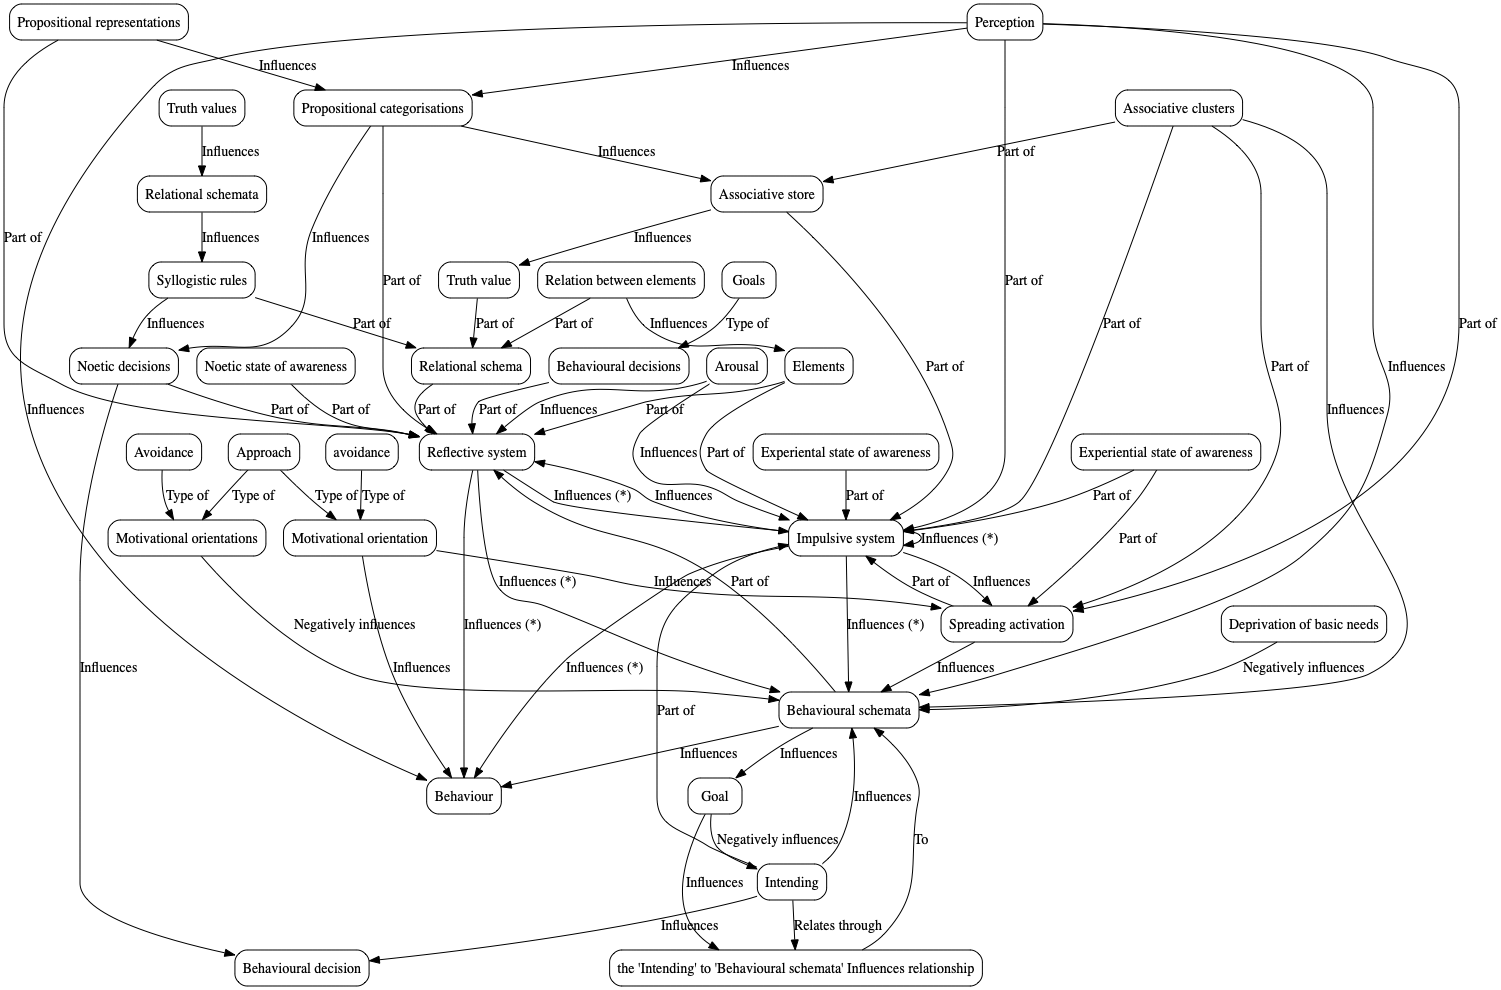 Propositional representations
Perception
Influences
Influences
Truth values
Propositional categorisations
Associative clusters
Influences
Influences
Part of
Relational schemata
Associative store
Part of
Influences
Influences
Influences
Syllogistic rules
Truth value
Relation between elements
Goals
Part of
Part of
Influences
Part of
Part of
Part of
Influences
Type of
Part of
Part of
Noetic decisions
Noetic state of awareness
Relational schema
Behavioural decisions
Arousal
Elements
Part of
Part of
Influences
Influences
Part of
Part of
Part of
Part of
Influences
Part of
Influences
Avoidance
Approach
avoidance
Reflective system
Influences
Part of
Experiential state of awareness
Experiential state of awareness
Type of
Type of
Type of
Type of
Influences (*)
Influences
Part of
Part of
Motivational orientations
Motivational orientation
Impulsive system
Influences (*)
Part of
Influences (*)
Influences
Part of
Part of
Influences
Negatively influences
Influences (*)
Influences (*)
Spreading activation
Deprivation of basic needs
Influences
Influences
Influences (*)
Influences
Negatively influences
Part of
Behavioural schemata
Influences
Influences
Behaviour
Goal
Influences
Negatively influences
To
Influences
Intending
Influences
Relates through
Behavioural decision
the 'Intending' to 'Behavioural schemata' Influences relationship